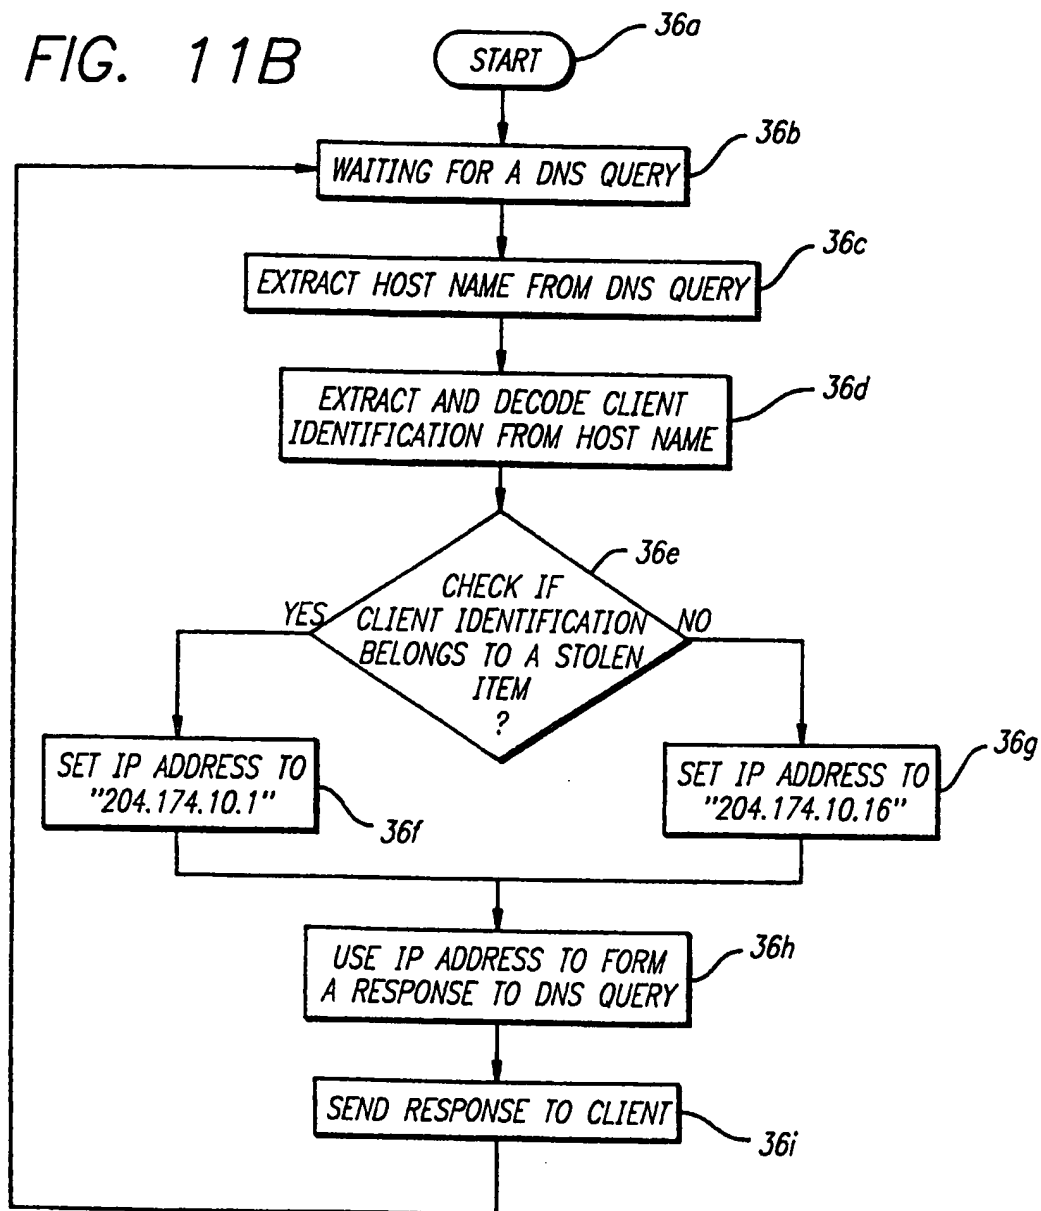 FIG. 11B
START
36a
WAITING FOR A DNS QUERY
36b
EXTRACT HOST NAME FROM DNS QUERY
36c
EXTRACT AND DECODE CLIENT
IDENTIFICATION FROM HOST NAME
36d
CHECK IF
CLIENT IDENTIFICATION
BELONGS TO A STOLEN
ITEM
?
36e
YES
NO
SET IP ADDRESS TO
"204.174.10.1"
36f
SET IP ADDRESS TO
"204.174.10.16"
36g
USE IP ADDRESS TO FORM
A RESPONSE TO DNS QUERY
36h
SEND RESPONSE TO CLIENT
36i